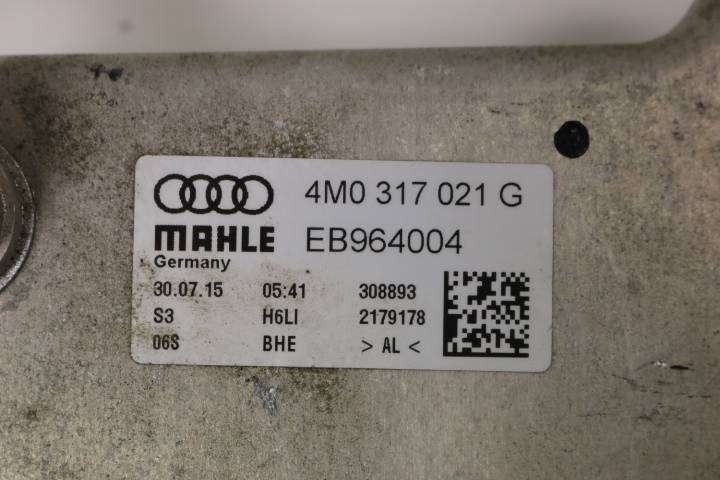 4M0 317 021 G
MAHLE EB964004
Germany
30.07.15 05:41 308893
S3 H6LI 2179178
06S BHE > AL <